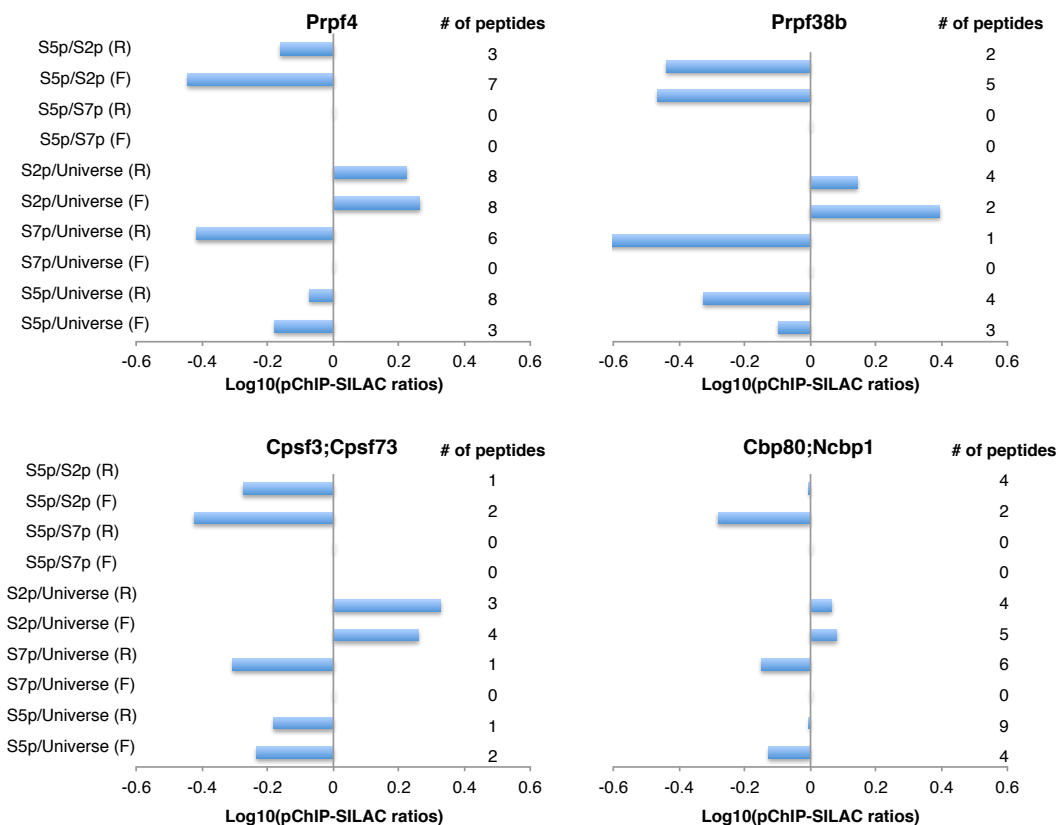 Prpf4 # of peptides
S5p/S2p (R) 3
S5p/S2p (F) 7
S5p/S7p (R) 0
S5p/S7p (F) 0
S2p/Universe (R) 8
S2p/Universe (F) 8
S7p/Universe (R) 6
S7p/Universe (F) 0
S5p/Universe (R) 8
S5p/Universe (F) 3
-0.6 -0.4 -0.2 0 0.2 0.4 0.6
Log10(pChIP-SILAC ratios)
Prpf38b # of peptides
2
5
0
0
4
2
1
0
4
3
-0.6 -0.4 -0.2 0 0.2 0.4 0.6
Log10(pChIP-SILAC ratios)
Cpsf3;Cpsf73 # of peptides
S5p/S2p (R) 1
S5p/S2p (F) 2
S5p/S7p (R) 0
S5p/S7p (F) 0
S2p/Universe (R) 3
S2p/Universe (F) 4
S7p/Universe (R) 1
S7p/Universe (F) 0
S5p/Universe (R) 1
S5p/Universe (F) 2
-0.6 -0.4 -0.2 0 0.2 0.4 0.6
Log10(pChIP-SILAC ratios)
Cbp80;Ncbp1 # of peptides
4
2
0
0
4
5
6
0
9
4
-0.6 -0.4 -0.2 0 0.2 0.4 0.6
Log10(pChIP-SILAC ratios)